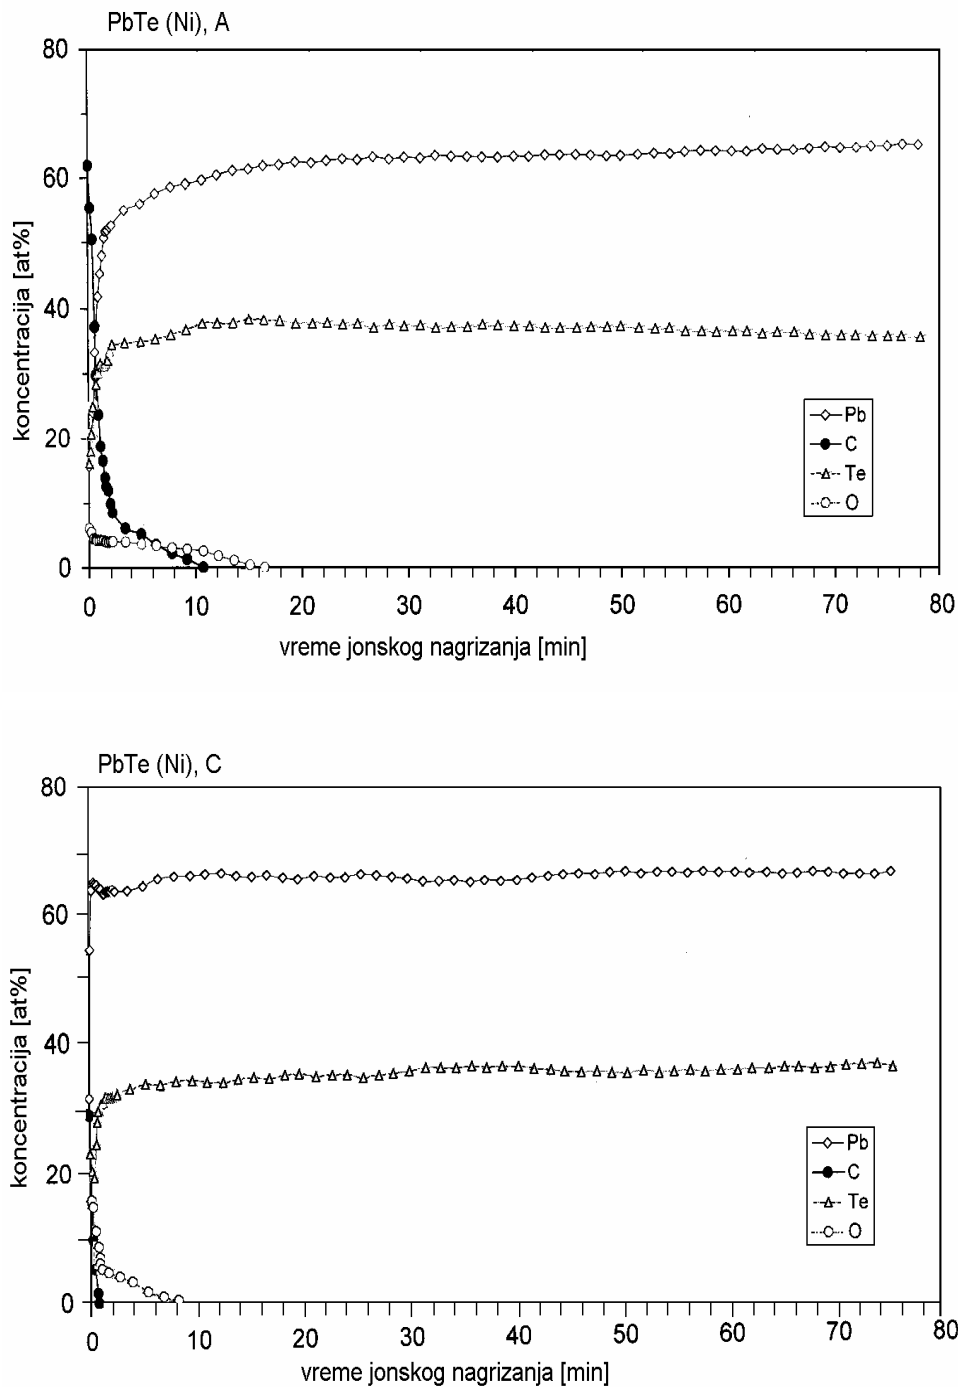 PbTe (Ni), A
80
60
40
20
0
koncentracija [at%]
Pb
C
Te
O
0 10 20 30 40 50 60 70 80
vreme jonskog nagrizanja [min]
PbTe (Ni), C
80
60
40
20
0
koncentracija [at%]
Pb
C
Te
O
0 10 20 30 40 50 60 70 80
vreme jonskog nagrizanja [min]